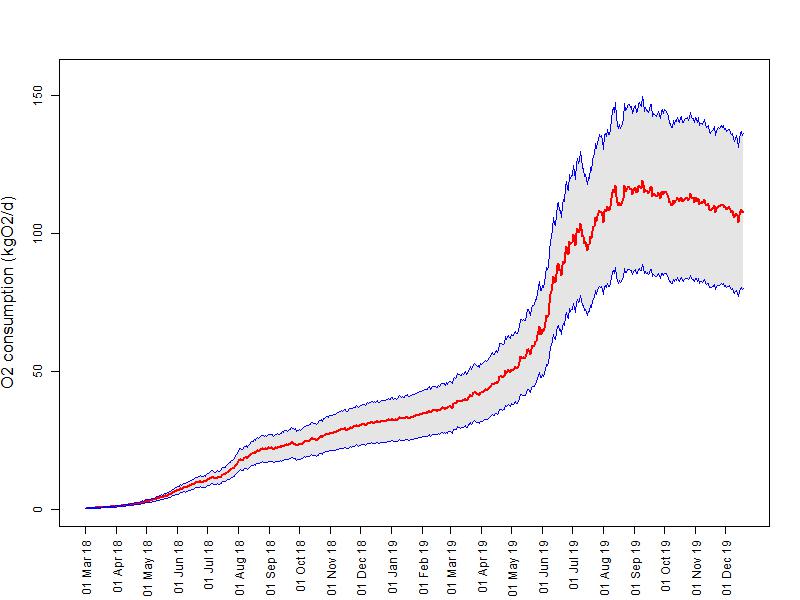 O2 consumption (kgO2/d)
150
100
50
0
01 Mar 18
01 Apr 18
01 May 18
01 Jun 18
01 Jul 18
01 Aug 18
01 Sep 18
01 Oct 18
01 Nov 18
01 Dec 18
01 Jan 19
01 Feb 19
01 Mar 19
01 Apr 19
01 May 19
01 Jun 19
01 Jul 19
01 Aug 19
01 Sep 19
01 Oct 19
01 Nov 19
01 Dec 19